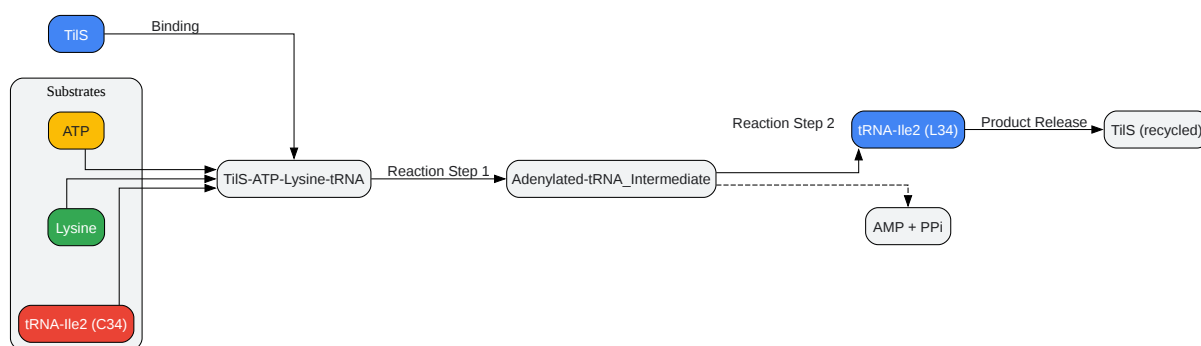 TilS
Binding
Substrates
ATP
Lysine
tRNA-Ile2 (C34)
TilS-ATP-Lysine-tRNA
Reaction Step 1
Adenylated-tRNA_Intermediate
Reaction Step 2
tRNA-Ile2 (L34)
Product Release
TilS (recycled)
AMP + PPi